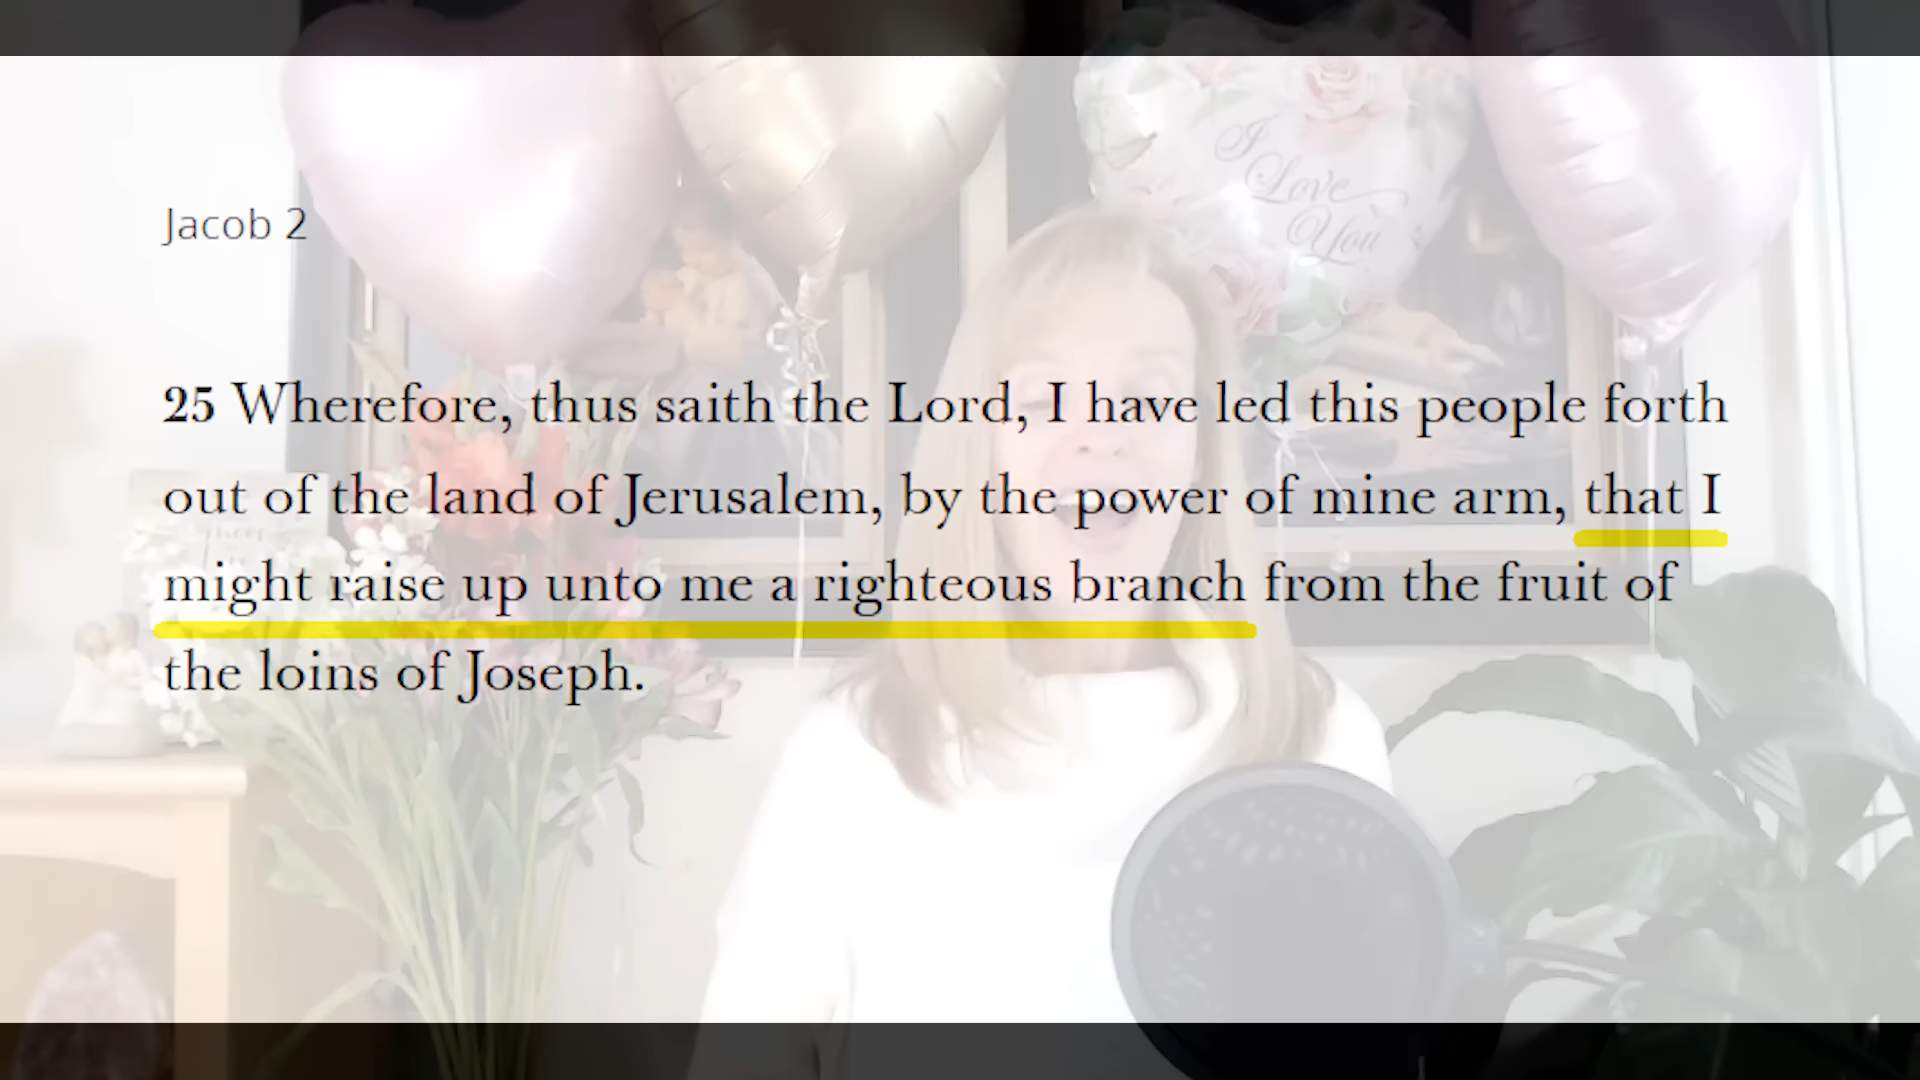 I
Love
You
Jacob 2
25 Wherefore, thus saith the Lord, I have led this people forth
out of the land of Jerusalem, by the power of mine arm, that I
might raise up unto me a righteous branch from the fruit of
the loins of Joseph.